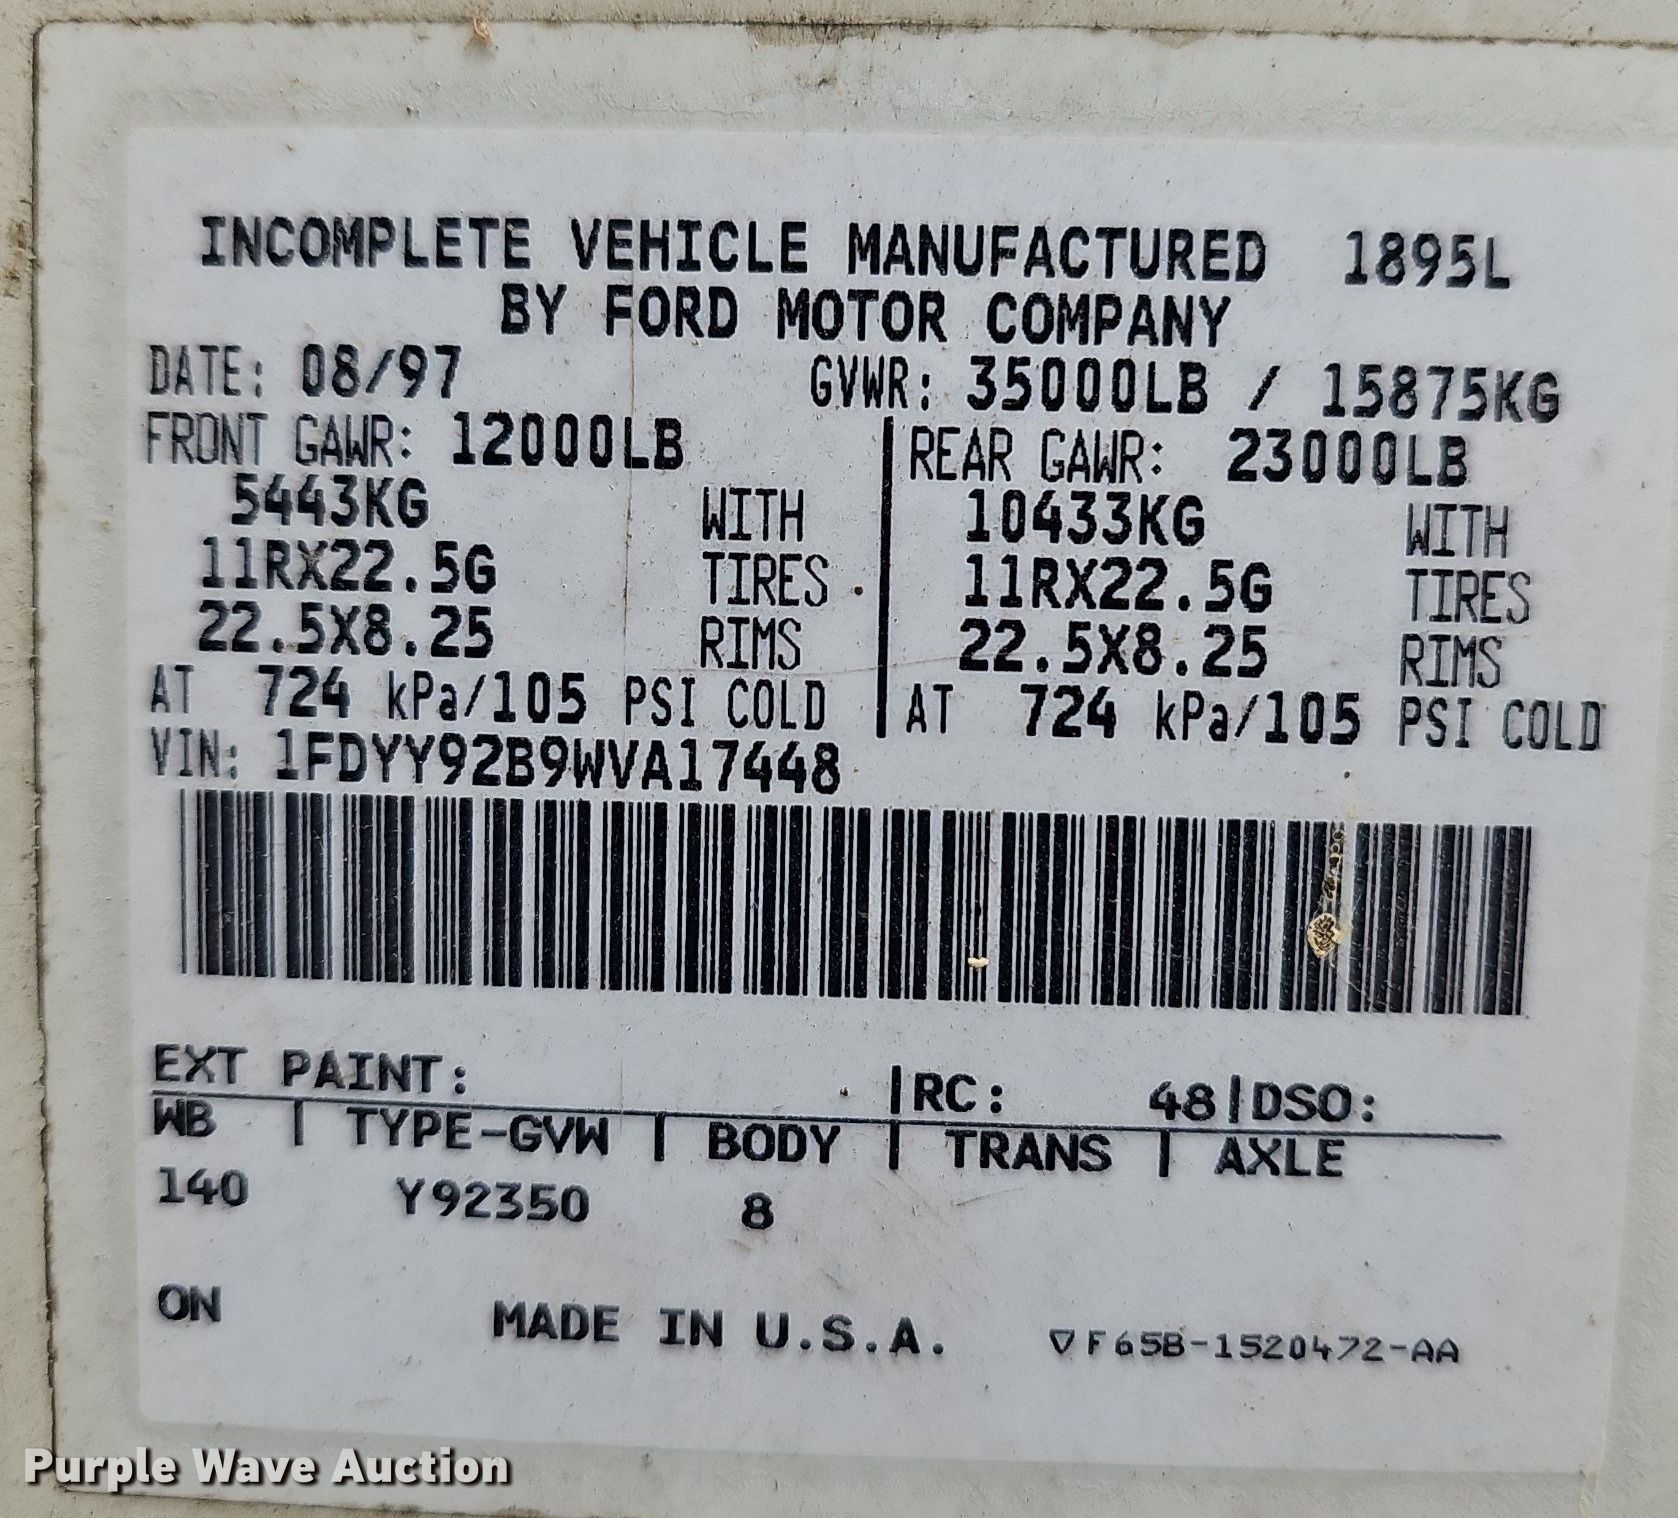 INCOMPLETE VEHICLE MANUFACTURED 1895L
BY FORD MOTOR COMPANY
DATE: 08/97 GVWR: 35000LB / 15875KG
FRONT GAWR: 12000LB REAR GAWR: 23000LB
5443KG WITH 10433KG WITH
11RX22.5G TIRES 11RX22.5G TIRES
22.5X8.25 RIMS 22.5X8.25 RIMS
AT 724 kPa/105 PSI COLD AT 724 kPa/105 PSI COLD
VIN: 1FDYY92B9WVA17448
EXT PAINT: |RC: 48|DSO:
WB | TYPE-GVW | BODY | TRANS | AXLE
140 Y92350 8
ON MADE IN U.S.A. ▽F65B-1520472-AA
Purple Wave Auction